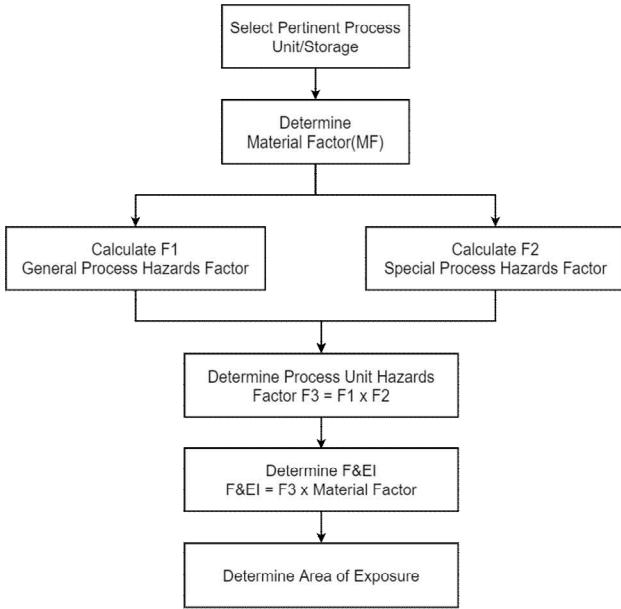 Select Pertinent Process
Unit/Storage
Determine
Material Factor(MF)
Calculate F1
General Process Hazards Factor
Calculate F2
Special Process Hazards Factor
Determine Process Unit Hazards
Factor F3 = F1 x F2
Determine F&EI
F&EI = F3 x Material Factor
Determine Area of Exposure